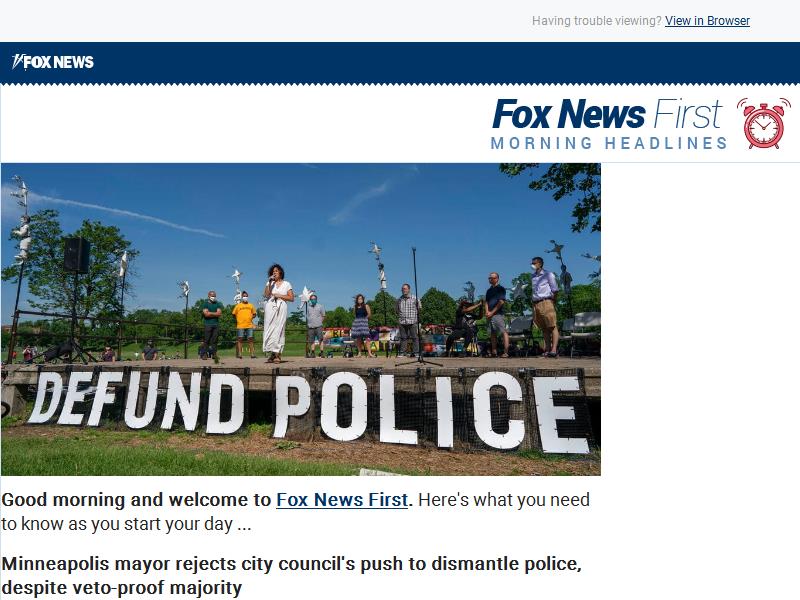 Having trouble viewing? View in Browser
FOX NEWS
Fox News First
MORNING HEADLINES
DEFUND POLICE
Good morning and welcome to Fox News First. Here's what you need
to know as you start your day ...
Minneapolis mayor rejects city council's push to dismantle police,
despite veto-proof majority